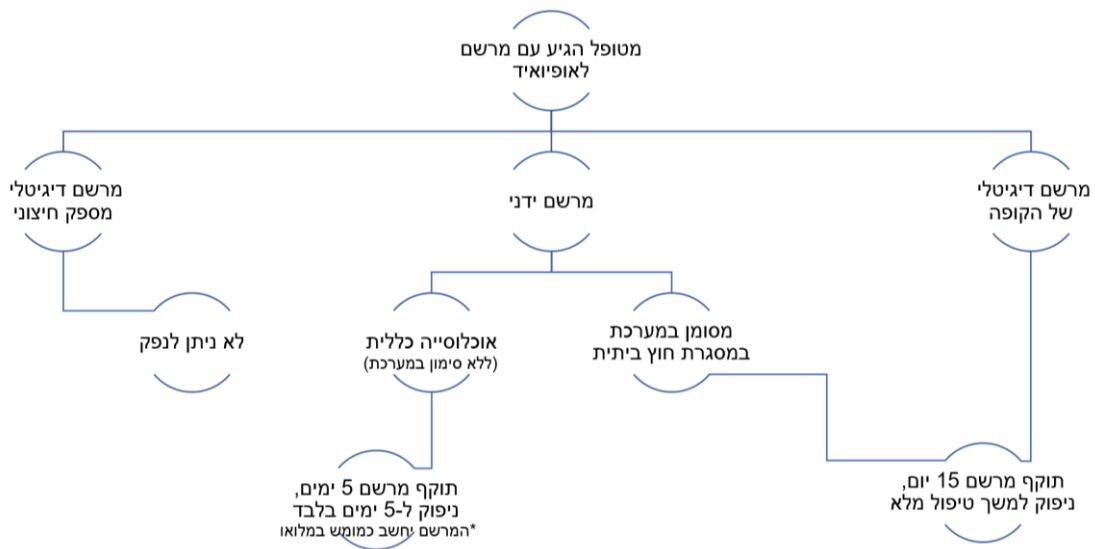 מטופל הגיע עם מרשם
לאופיואיד
מרשם דיגיטלי
של הקופה
מרשם ידני
מרשם דיגיטלי
מספק חיצוני
מסומן במערכת
במסגרת חוץ ביתית
אוכלוסייה כללית
(ללא סימון במערכת)
לא ניתן לנפק
תוקף מרשם 15 יום,
ניפוק למשך טיפול מלא
תוקף מרשם 5 ימים,
ניפוק ל-5 ימים בלבד
*המרשם יחשב כמומש במלואו